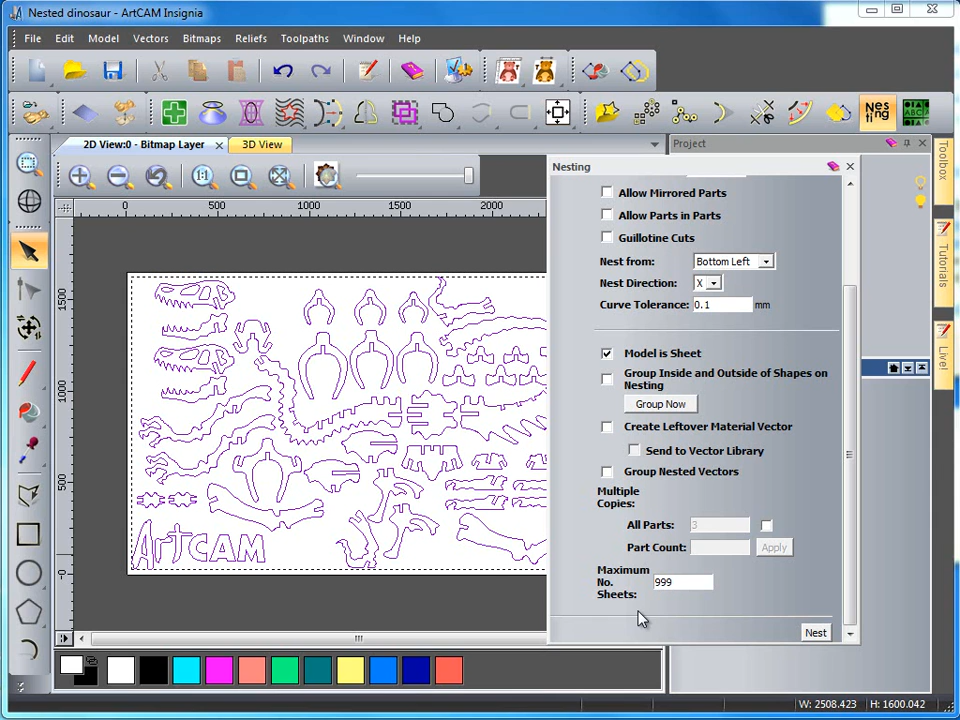 Nested dinosaur - ArtCAM Insignia
File Edit Model Vectors Bitmaps Reliefs Toolpaths Window Help
Nes
ting
ABCDE
2D View:0 - Bitmap Layer
3D View
Project
Toolbox
Tutorials
Live!
1:1
0 500 1000 1500 2000
1500
1000
500
-0
ArtCAM
Nesting
Allow Mirrored Parts
Allow Parts in Parts
Guillotine Cuts
Nest from: Bottom Left
Nest Direction: X
Curve Tolerance: 0.1 mm
Model is Sheet
Group Inside and Outside of Shapes on
Nesting
Group Now
Create Leftover Material Vector
Send to Vector Library
Group Nested Vectors
Multiple
Copies:
All Parts: 3
Part Count: Apply
Maximum
No. 999
Sheets:
Nest
W: 2508.423 H: 1600.042